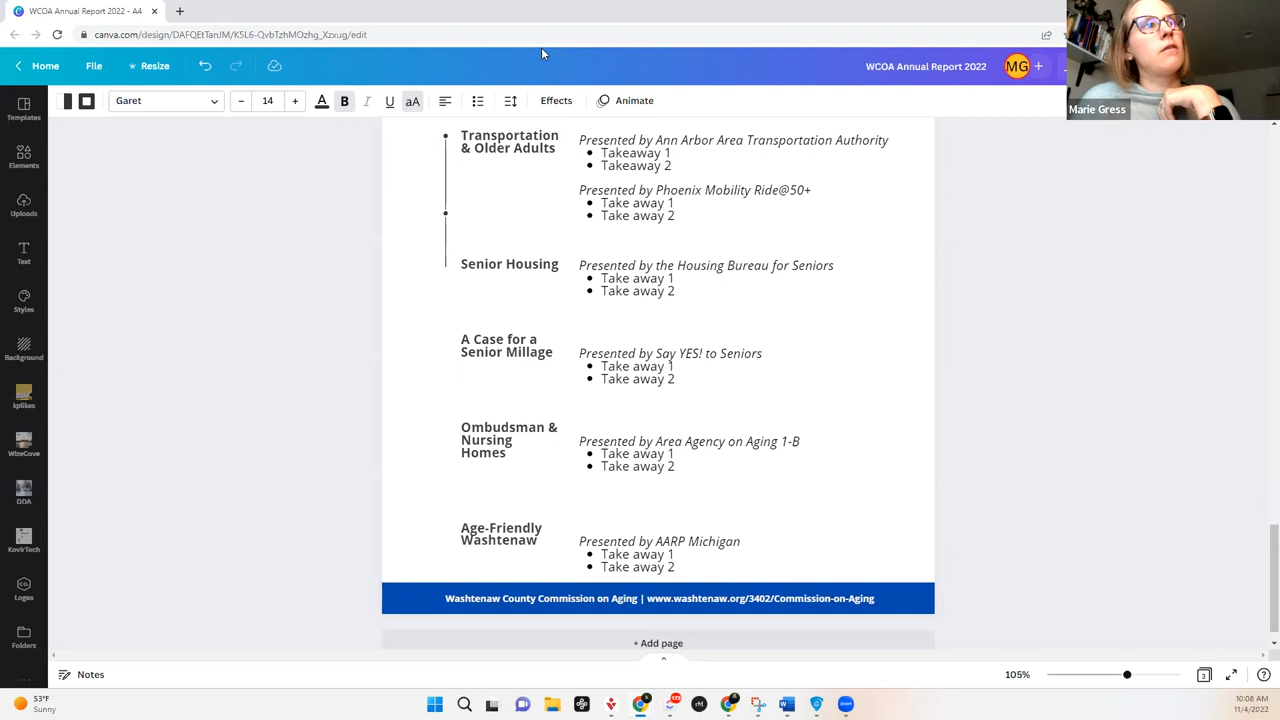 WCOA Annual Report 2022 - A4
canva.com/design/DAFQEtTanJM/K5L6-QvbTzhMOzhg_Xzxug/edit
Home File Resize WCOA Annual Report 2022 MG
Marie Gress
Garet 14 A B I U aA Effects Animate
Templates
Elements
Uploads
Text
Styles
Background
kplikes
WizeCove
DDA
KovirTech
Logos
Folders
Transportation
& Older Adults
Presented by Ann Arbor Area Transportation Authority
• Takeaway 1
• Takeaway 2
Presented by Phoenix Mobility Ride@50+
• Take away 1
• Take away 2
Senior Housing
Presented by the Housing Bureau for Seniors
• Take away 1
• Take away 2
A Case for a
Senior Millage
Presented by Say YES! to Seniors
• Take away 1
• Take away 2
Ombudsman &
Nursing
Homes
Presented by Area Agency on Aging 1-B
• Take away 1
• Take away 2
Age-Friendly
Washtenaw
Presented by AARP Michigan
• Take away 1
• Take away 2
Washtenaw County Commission on Aging | www.washtenaw.org/3402/Commission-on-Aging
+ Add page
Notes 105% 3
53°F
Sunny
10:08 AM
11/4/2022